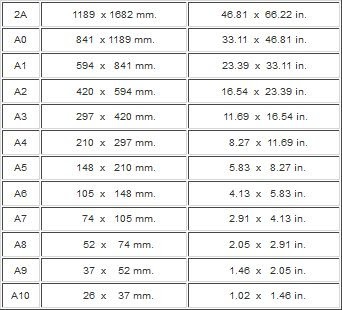 2A 1189 x 1682 mm. 46.81 x 66.22 in.
A0 841 x 1189 mm. 33.11 x 46.81 in.
A1 594 x 841 mm. 23.39 x 33.11 in.
A2 420 x 594 mm. 16.54 x 23.39 in.
A3 297 x 420 mm. 11.69 x 16.54 in.
A4 210 x 297 mm. 8.27 x 11.69 in.
A5 148 x 210 mm. 5.83 x 8.27 in.
A6 105 x 148 mm. 4.13 x 5.83 in.
A7 74 x 105 mm. 2.91 x 4.13 in.
A8 52 x 74 mm. 2.05 x 2.91 in.
A9 37 x 52 mm. 1.46 x 2.05 in.
A10 26 x 37 mm. 1.02 x 1.46 in.